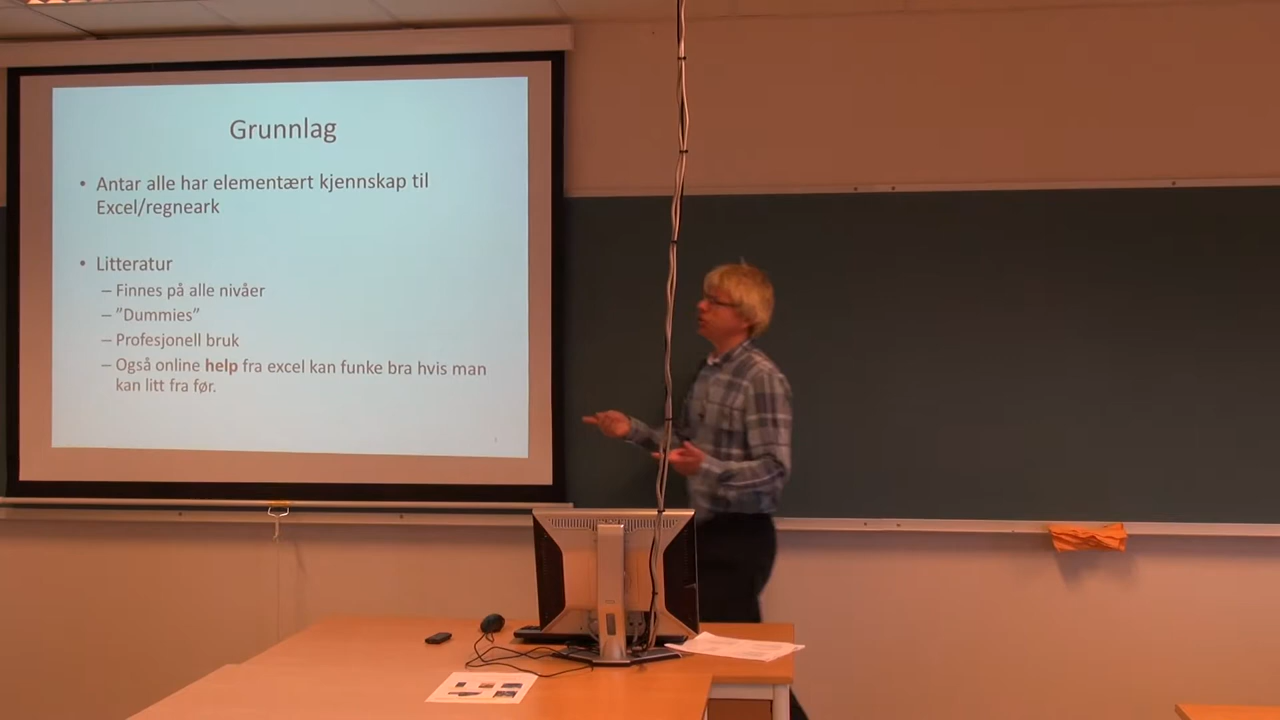 Grunnlag
• Antar alle har elementært kjennskap til
Excel/regneark
• Litteratur
– Finnes på alle nivåer
– ”Dummies”
– Profesjonell bruk
– Også online help fra excel kan funke bra hvis man
kan litt fra før.